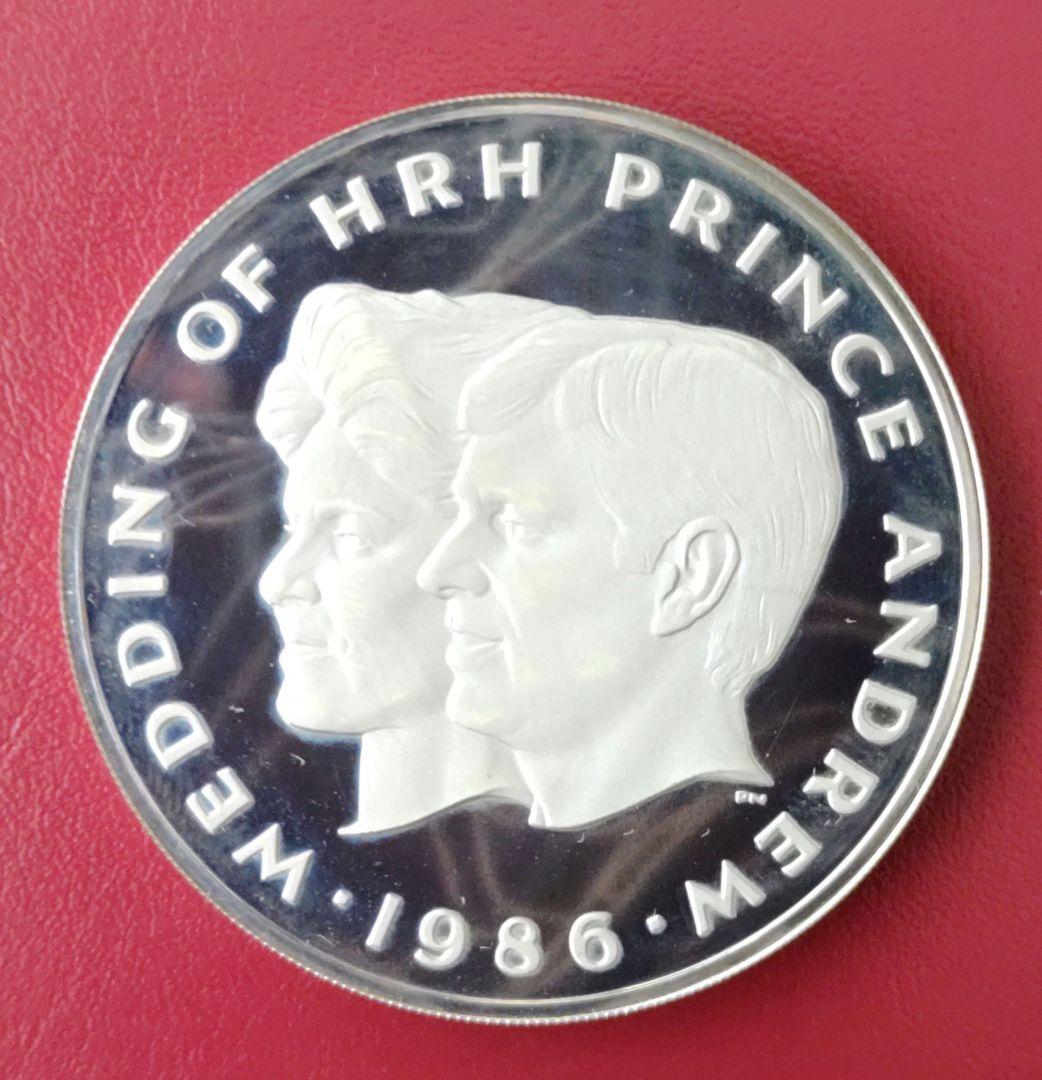 WEDDING OF HRH PRINCE ANDREW
· 1986 ·